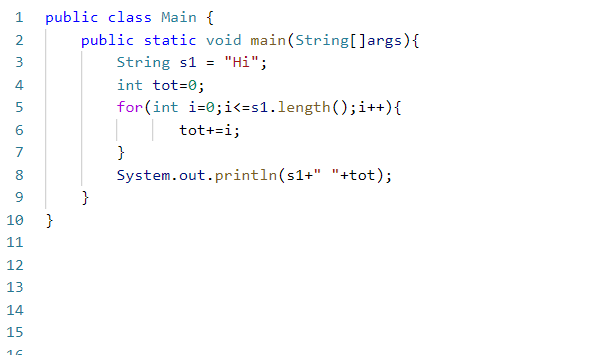 1 public class Main {
2 public static void main(String[]args){
3 String s1 = "Hi";
4 int tot=0;
5 for(int i=0;i<=s1.length();i++){
6 tot+=i;
7 }
8 System.out.println(s1+" "+tot);
9 }
10 }
11
12
13
14
15
16